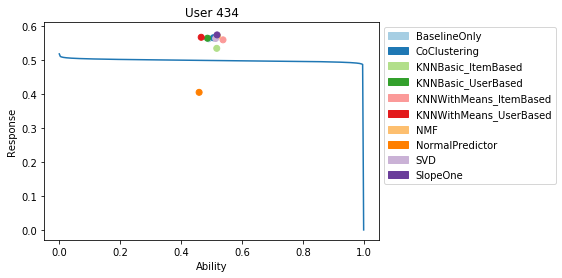 User 434
0.6
0.5
0.4
0.3
0.2
0.1
0.0
Response
0.0 0.2 0.4 0.6 0.8 1.0
Ability
BaselineOnly
CoClustering
KNNBasic_ItemBased
KNNBasic_UserBased
KNNWithMeans_ItemBased
KNNWithMeans_UserBased
NMF
NormalPredictor
SVD
SlopeOne